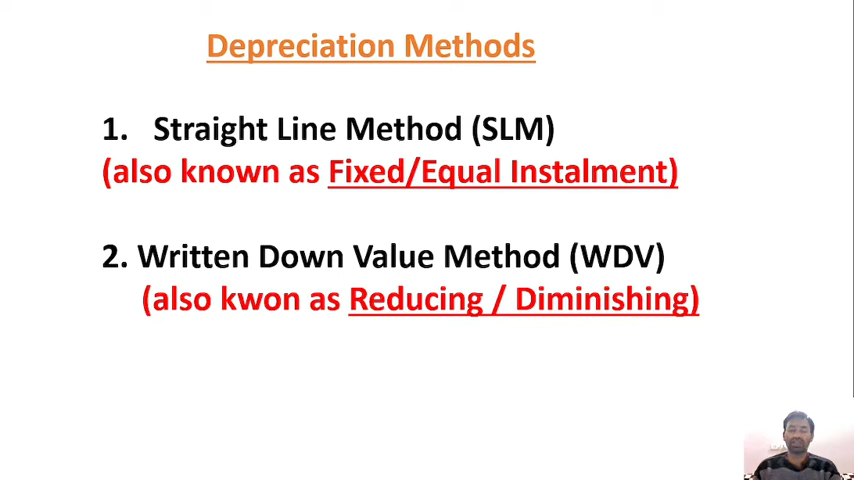 Depreciation Methods
1. Straight Line Method (SLM)
(also known as Fixed/Equal Instalment)
2. Written Down Value Method (WDV)
(also kwon as Reducing / Diminishing)